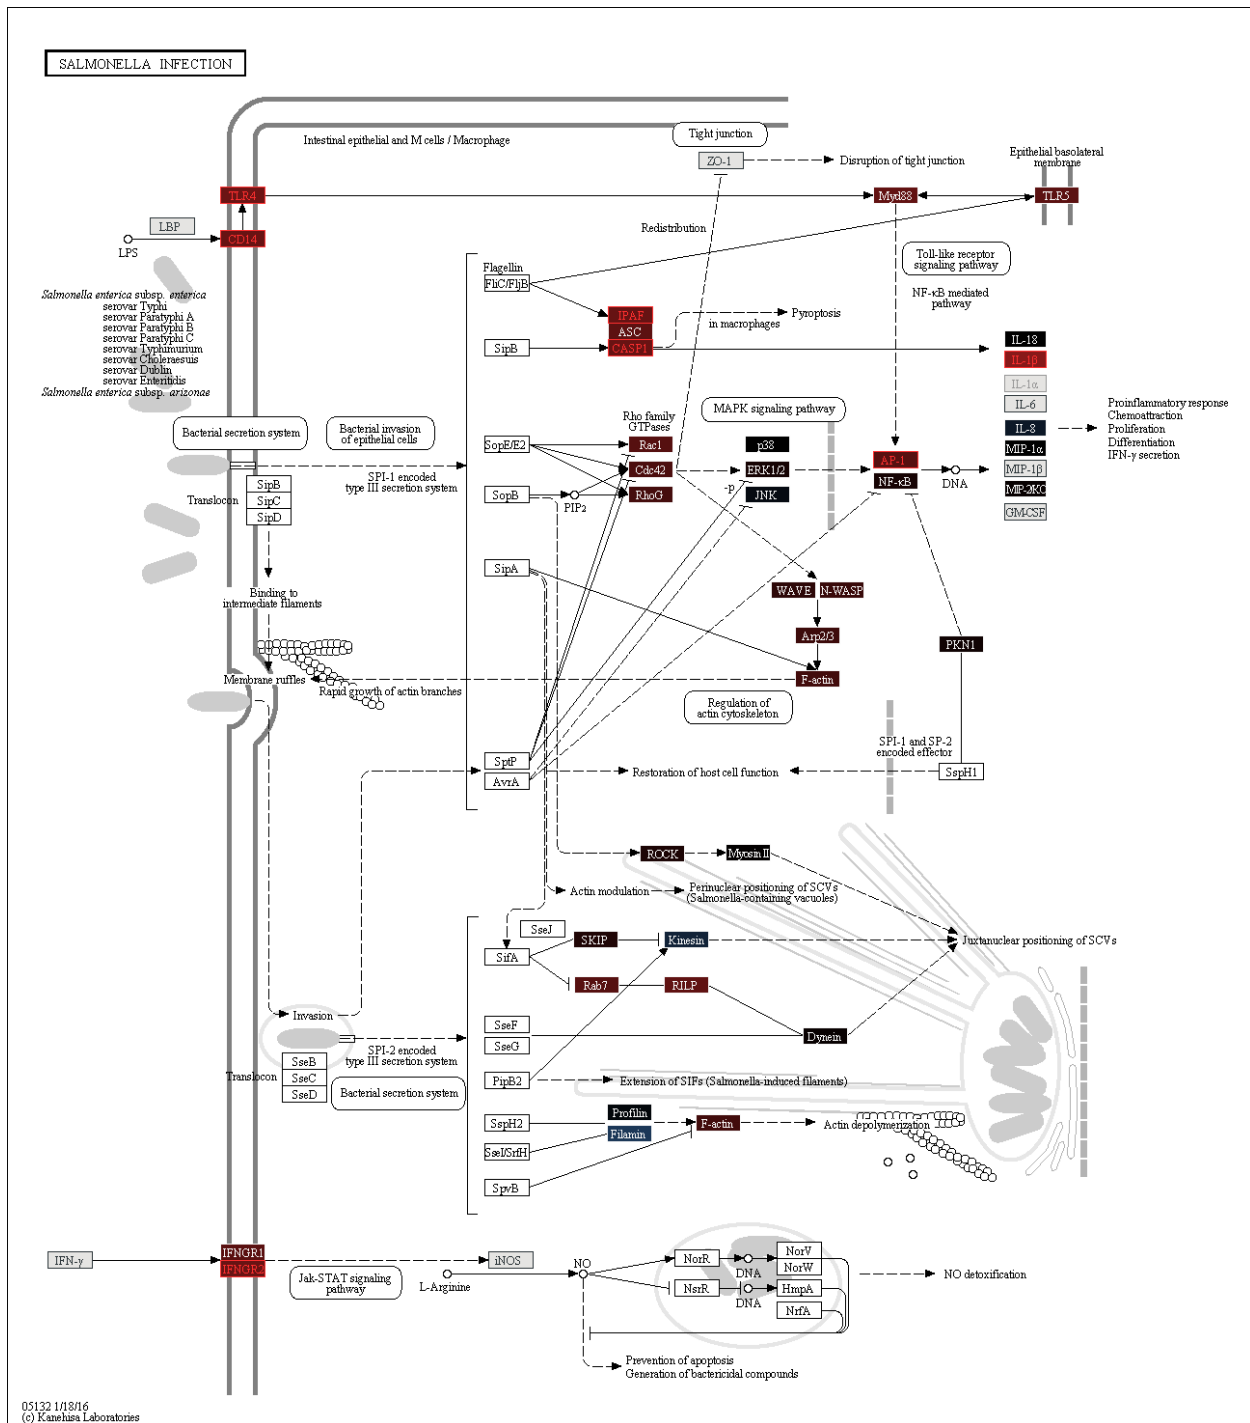 SALMONELLA INFECTION
Intestinal epithelial and M cells / Macrophage
Tight junction
ZO-1
Disruption of tight junction
Epithelial basolateral
membrane
TLR4
Myd88
TLR5
LBP
CD14
LPS
Redistribution
Toll-like receptor
signaling pathway
NF-κB mediated
pathway
Flagellin
FliC/FljB
Salmonella enterica subsp. enterica
serovar Typhi
serovar Paratyphi A
serovar Paratyphi B
serovar Paratyphi C
serovar Typhimurium
serovar Choleraesuis
serovar Dublin
serovar Enteritidis
Salmonella enterica subsp. arizonae
IPAF
ASC
CASP1
in macrophages
Pyroptosis
SipB
IL-18
IL-1β
IL-1α
IL-6
IL-8
MIP-1α
MIP-1β
MIP-2KC
GM-CSF
Proinflammatory response
Chemoattraction
Proliferation
Differentiation
IFN-γ secretion
Bacterial secretion system
Bacterial invasion
of epithelial cells
Rho family
GTPases
MAPK signaling pathway
SopE/E2
Rac1
Cdc42
RhoG
p38
ERK1/2
JNK
-p
AP-1
NF-κB
DNA
SPI-1 encoded
type III secretion system
Translocon
SipB
SipC
SipD
SopB
PIP2
SipA
Binding to
intermediate filaments
WAVE
N-WASP
Arp2/3
F-actin
PKN1
Membrane ruffles
Rapid growth of actin branches
Regulation of
actin cytoskeleton
SPI-1 and SP-2
encoded effector
SptP
AvrA
Restoration of host cell function
SspH1
ROCK
Myosin II
Actin modulation
Perinuclear positioning of SCVs
(Salmonella-containing vacuoles)
SseJ
SifA
SKIP
Kinesin
Juxtanuclear positioning of SCVs
Rab7
RILP
Invasion
SseF
SseG
Dynein
SPI-2 encoded
type III secretion system
Translocon
SseB
SseC
SseD
Bacterial secretion system
PipB2
Extension of SIFs (Salmonella-induced filaments)
SspH2
Profilin
Filamin
F-actin
Actin depolymerization
SseI/SrfH
SpvB
IFN-γ
IFNGR1
IFNGR2
iNOS
Jak-STAT signaling
pathway
L-Arginine
NO
NorR
DNA
NorV
NorW
NsrR
DNA
HmpA
NrfA
NO detoxification
Prevention of apoptosis
Generation of bactericidal compounds
05132 1/18/16
(c) Kanehisa Laboratories